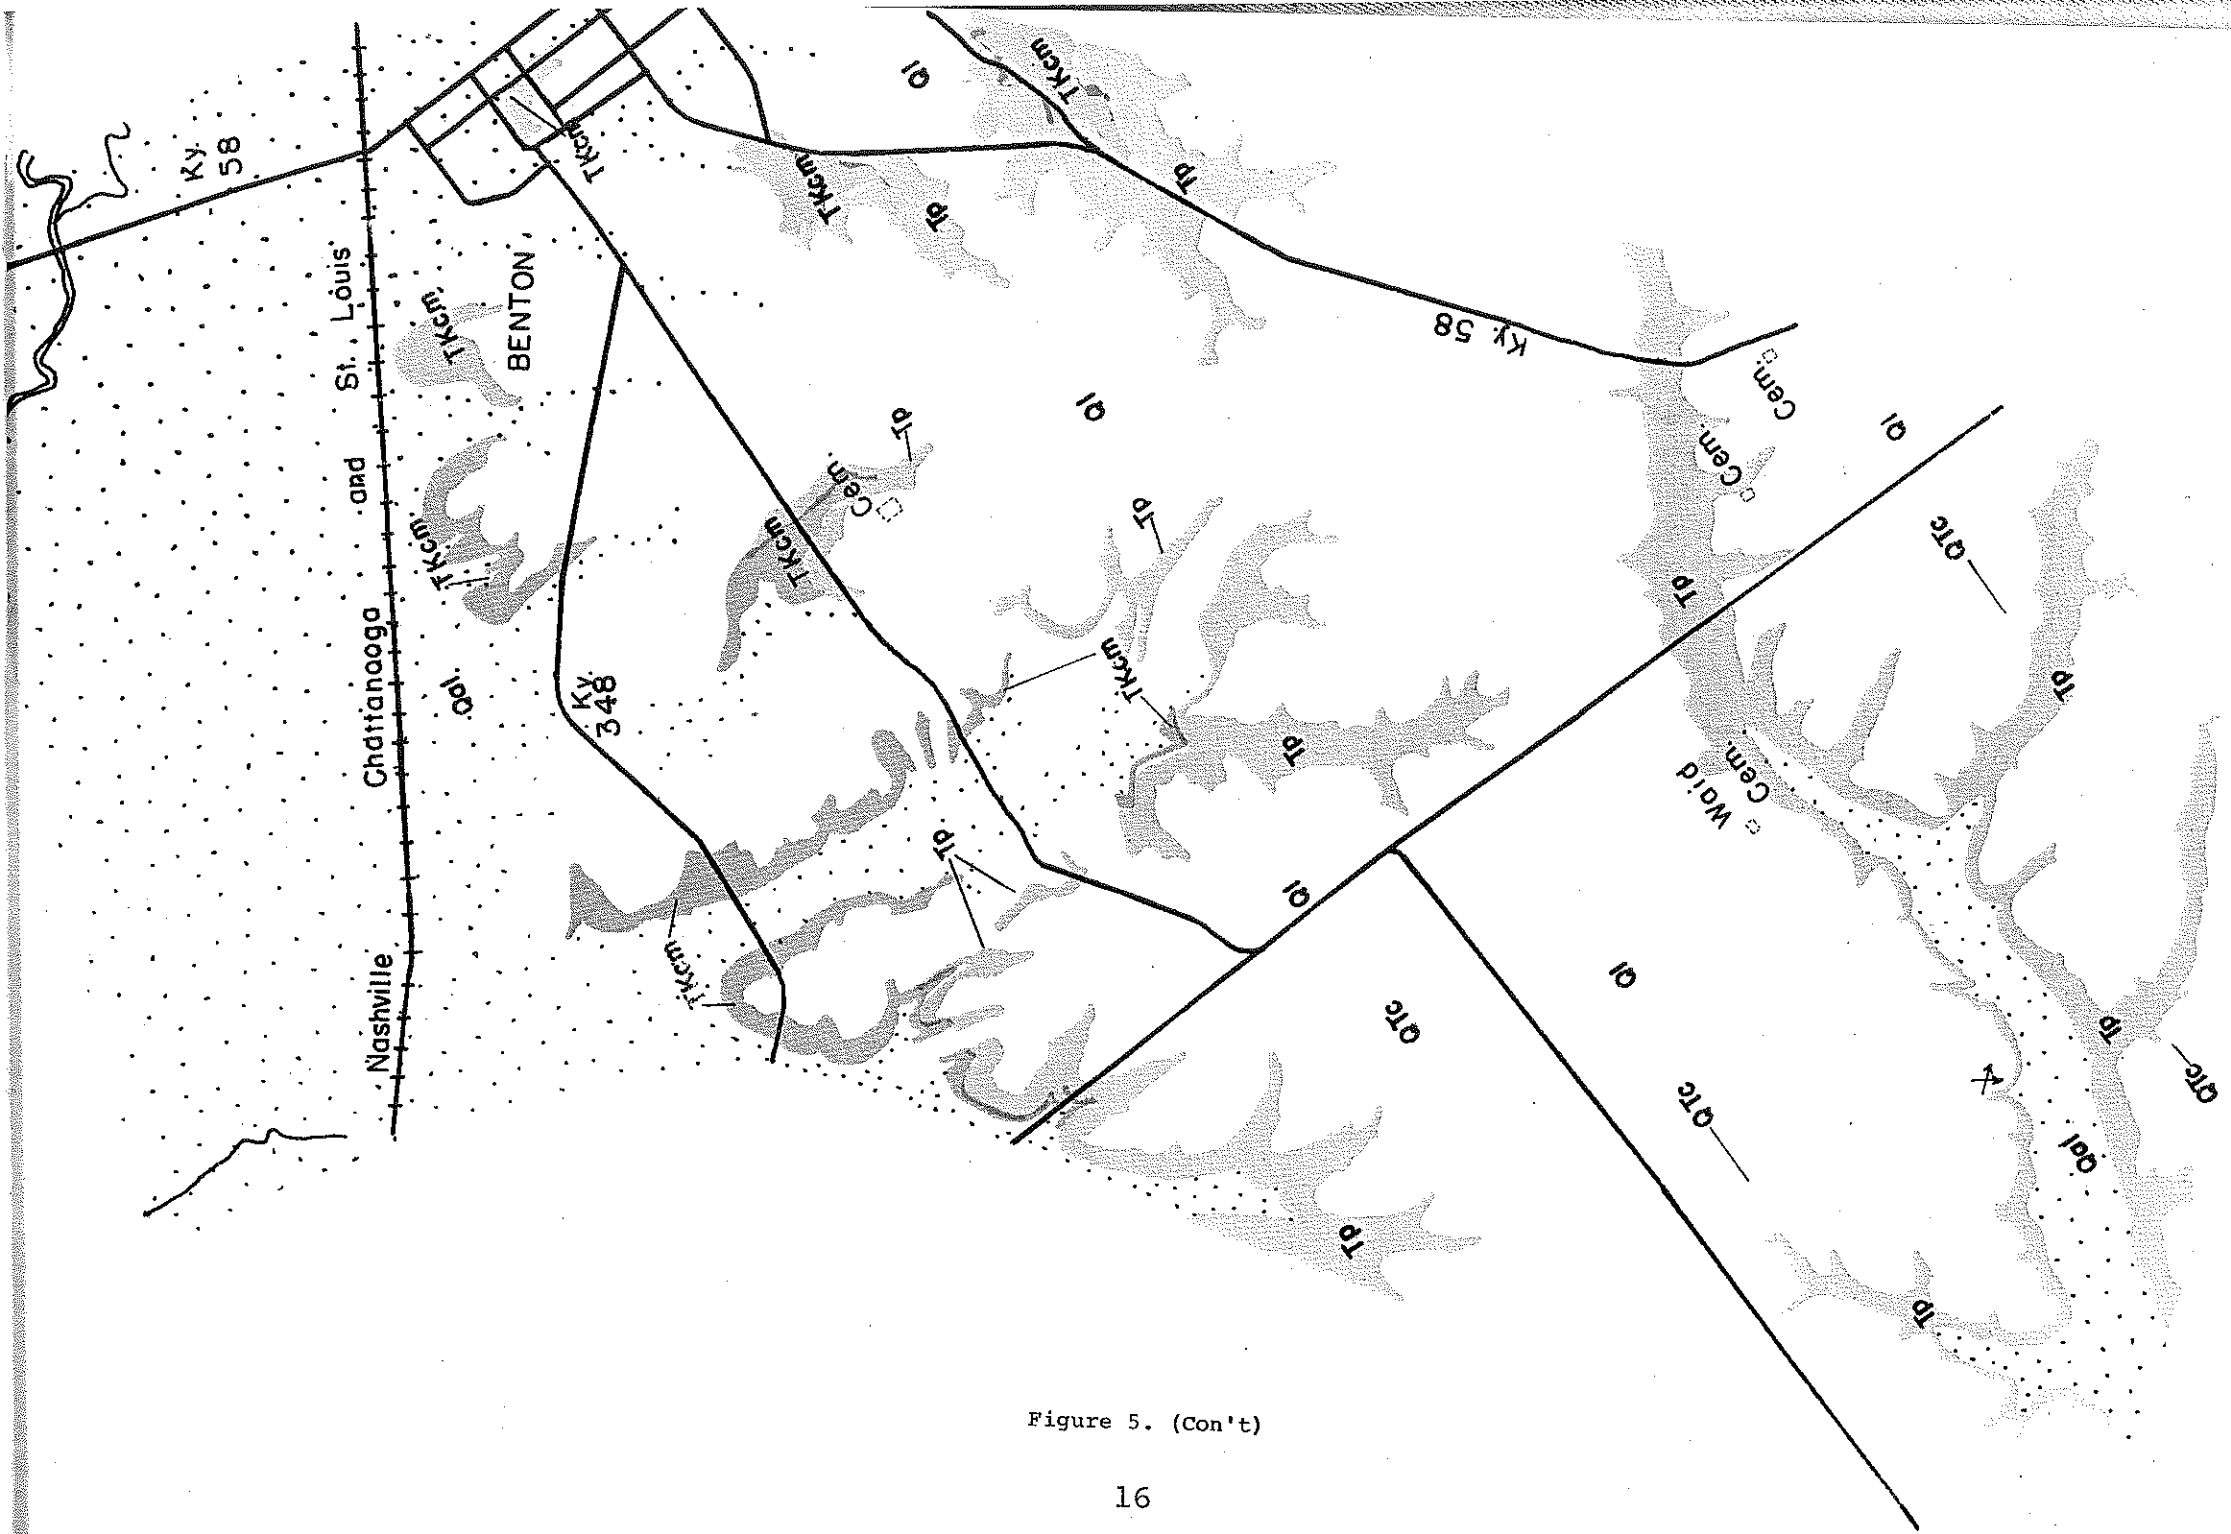 Ky.
58
Ql
TKcm
TKcm
TKcm
Tp
Tp
St. Louis
and
Chattanooga
Nashville
TKcm
BENTON
Ky. 58
Cem.
Tp
Cem.
Ql
Cem.
Ql
TKcm
TKcm
Tp
QTc
Tp
Qal
Ky.
348
TKcm
Tp
Tp
Waid
Cem.
Tp
Ql
TKcm
QTc
Ql
Tp
QTc
QTc
Qal
Tp
Tp
Figure 5. (Con't)
16